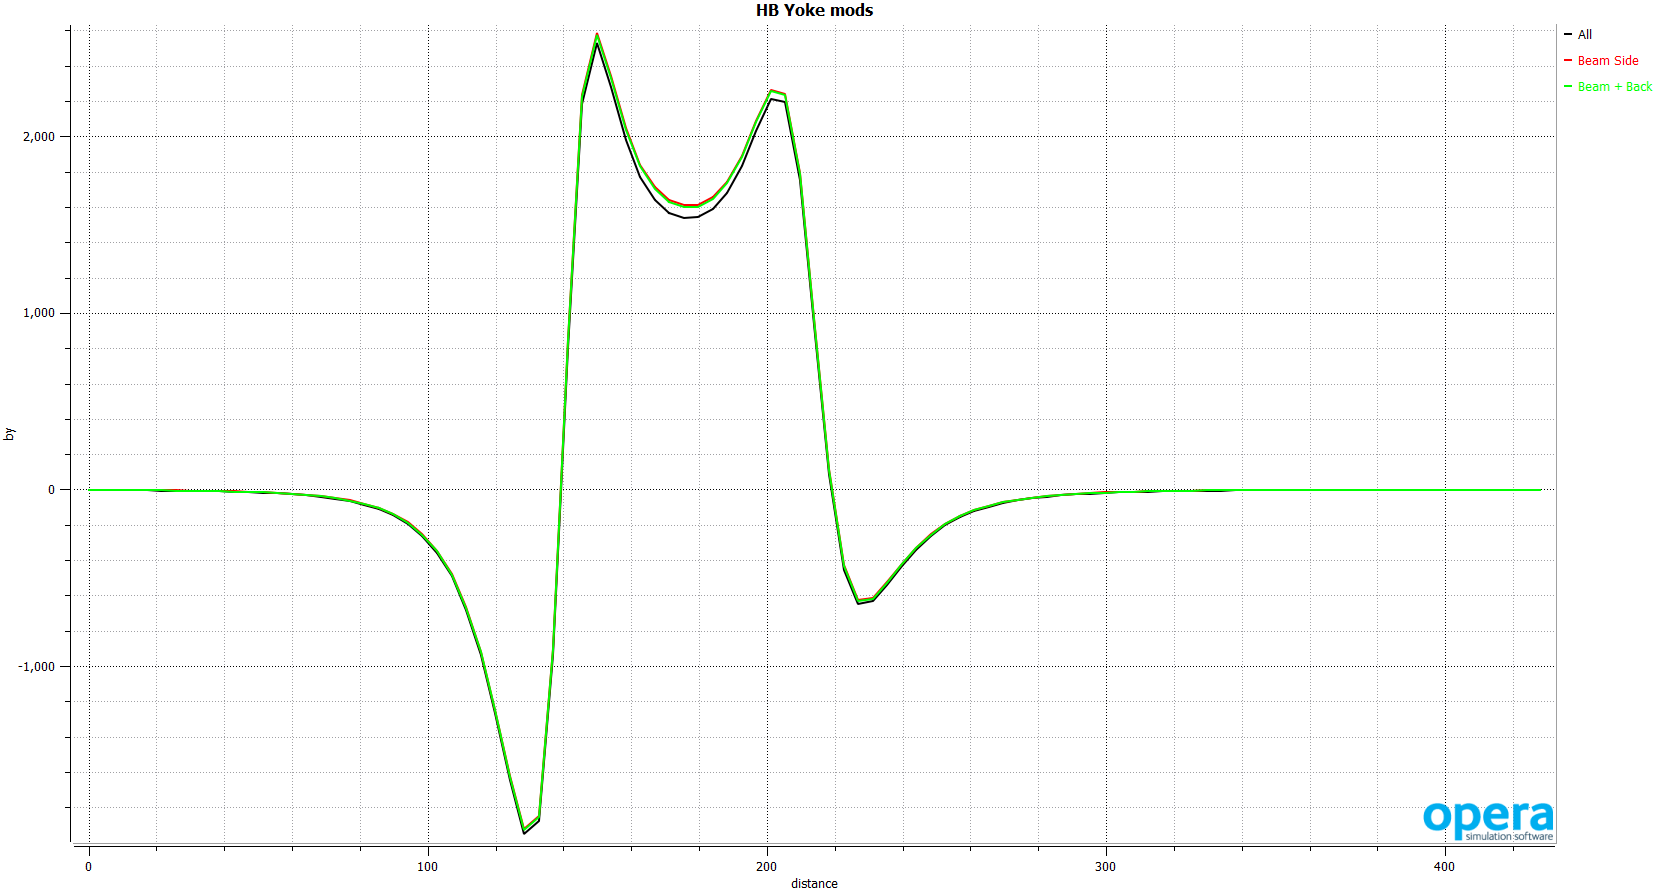 HB Yoke mods
All
Beam Side
Beam + Back
2,000
1,000
0
-1,000
by
0 100 200 300 400
distance
opera
simulation software